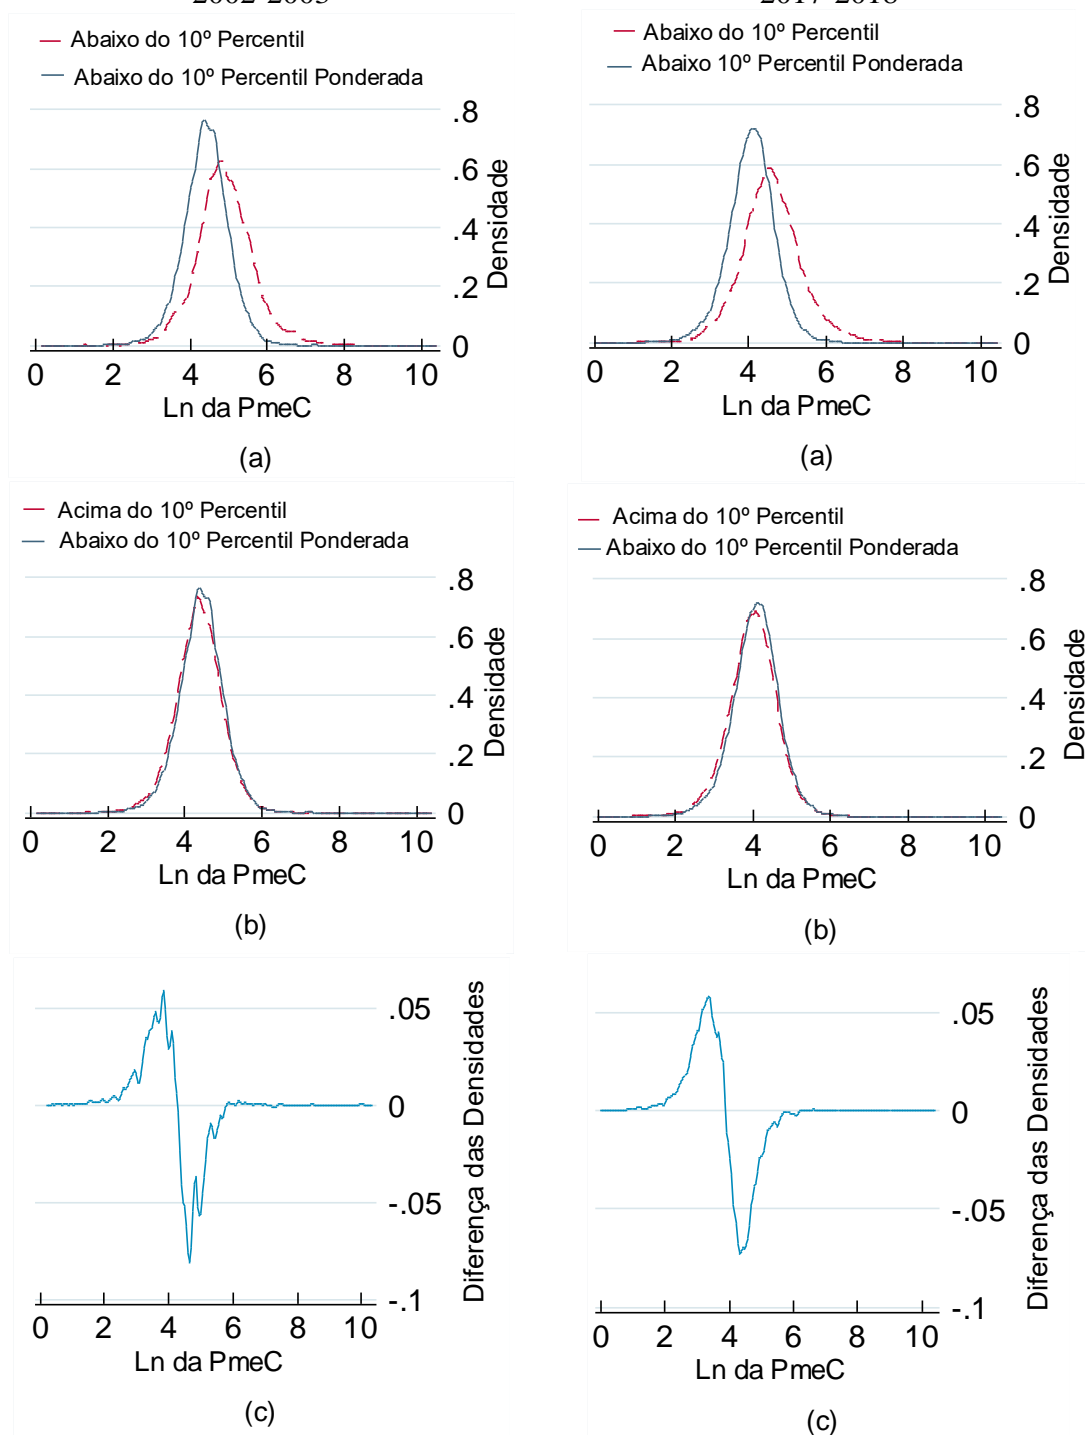 2002-2003
Abaixo do 10º Percentil
Abaixo do 10º Percentil Ponderada
.8
.6
.4
.2
0
Densidade
0 2 4 6 8 10
Ln da PmeC
(a)
2017-2018
Abaixo do 10º Percentil
Abaixo 10º Percentil Ponderada
.8
.6
.4
.2
0
Densidade
0 2 4 6 8 10
Ln da PmeC
(a)
Acima do 10º Percentil
Abaixo do 10º Percentil Ponderada
.8
.6
.4
.2
0
Densidade
0 2 4 6 8 10
Ln da PmeC
(b)
Acima do 10º Percentil
Abaixo do 10º Percentil Ponderada
.8
.6
.4
.2
0
Densidade
0 2 4 6 8 10
Ln da PmeC
(b)
.05
0
-.05
-.1
Diferença das Densidades
0 2 4 6 8 10
Ln da PmeC
(c)
.05
0
-.05
-.1
Diferença das Densidades
0 2 4 6 8 10
Ln da PmeC
(c)